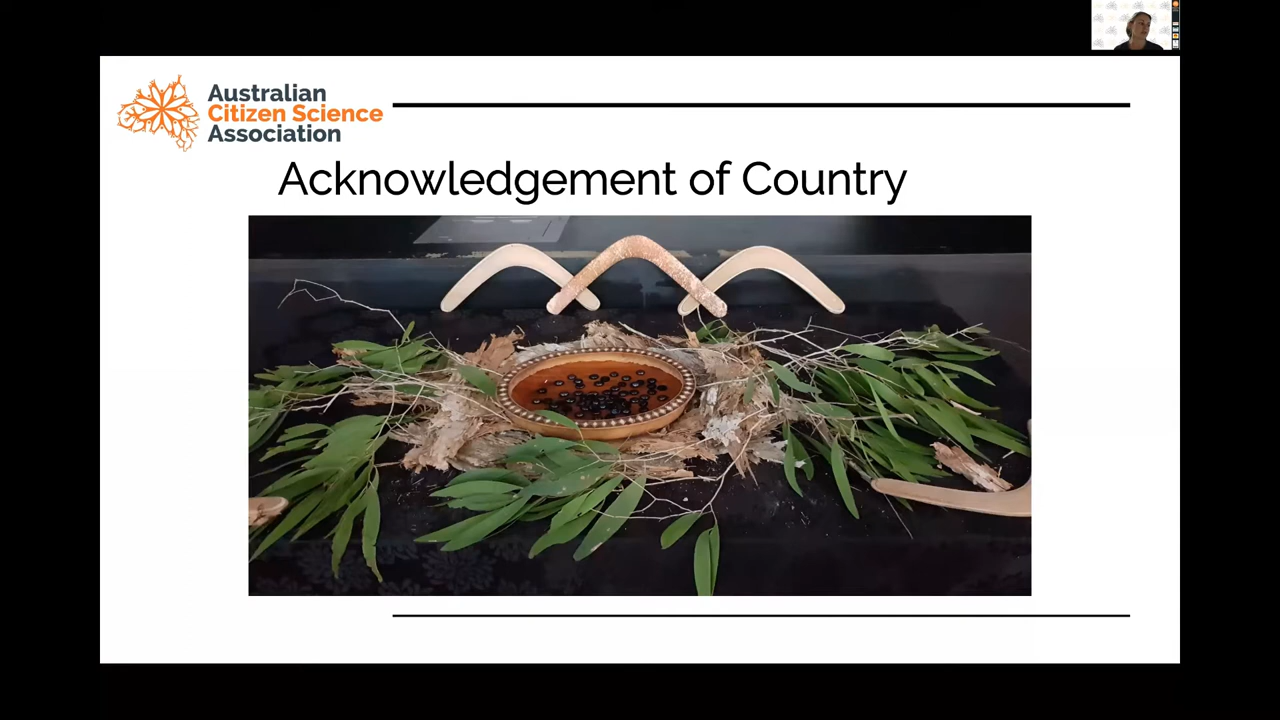 Australian
Citizen Science
Association
Acknowledgement of Country